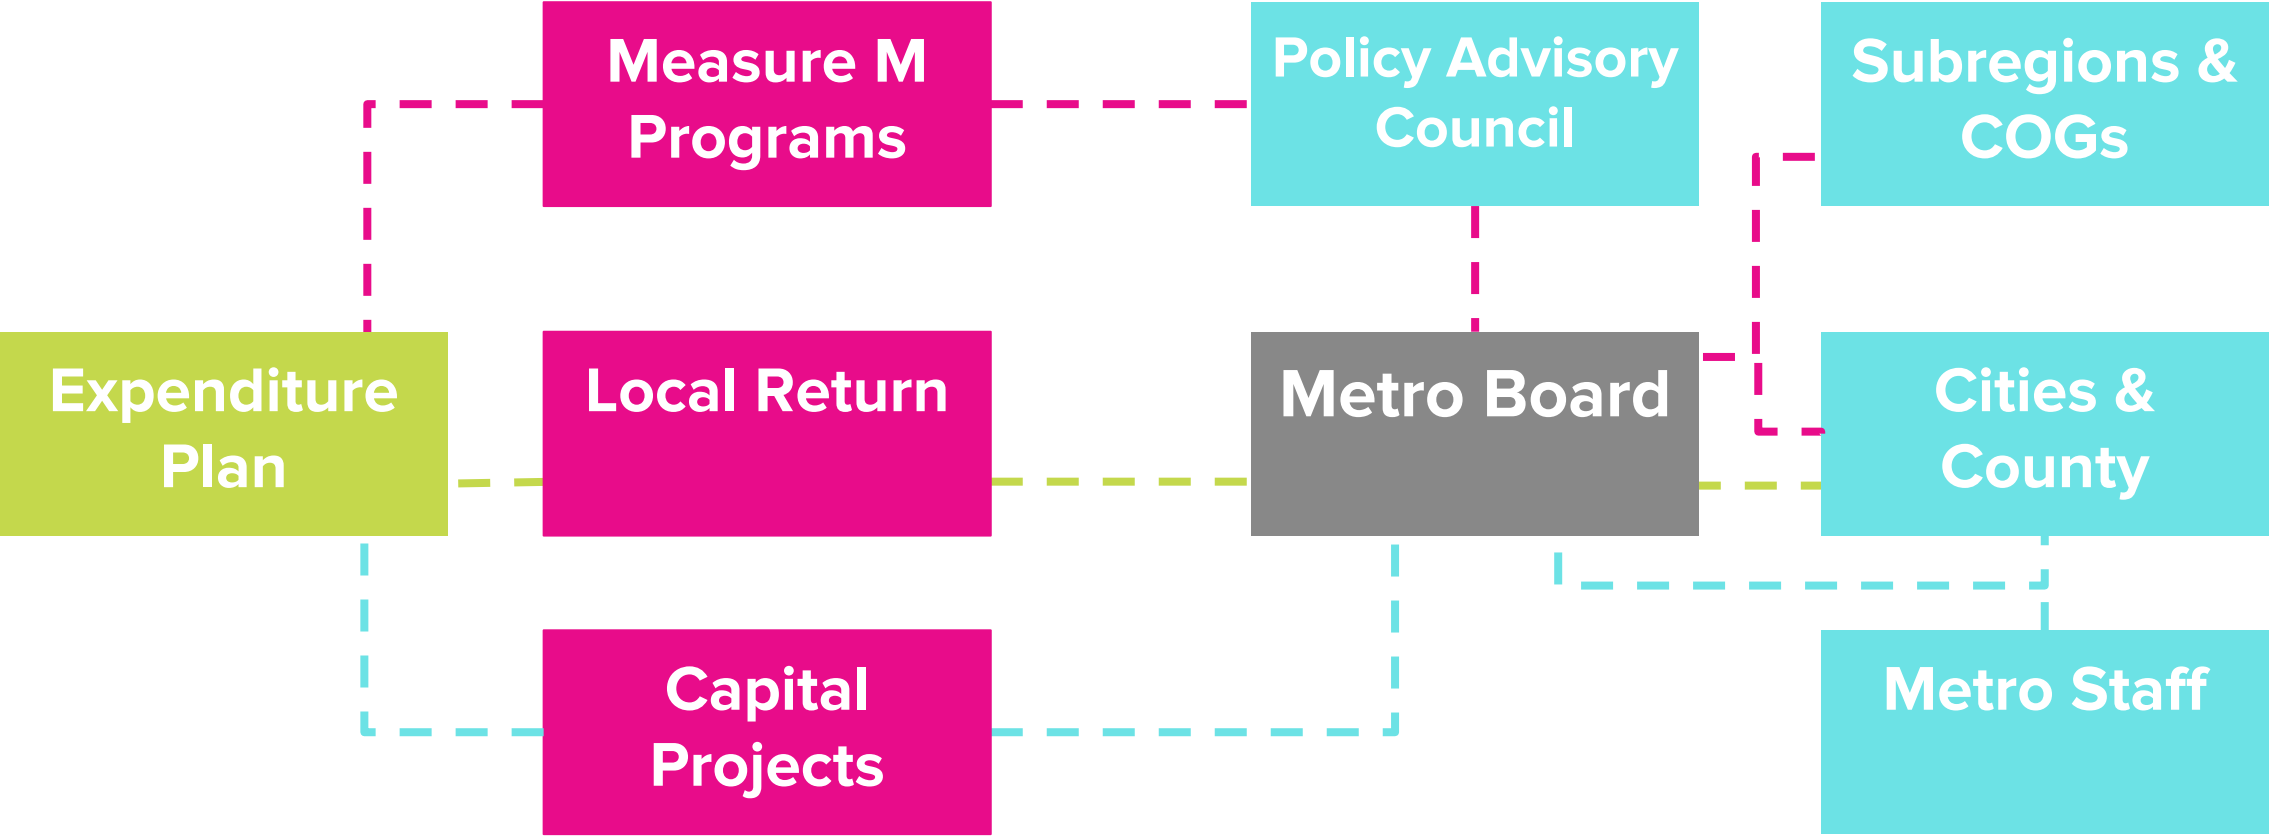 Measure M
Programs
Policy Advisory
Council
Subregions &
COGs
Expenditure
Plan
Local Return
Metro Board
Cities &
County
Capital
Projects
Metro Staff